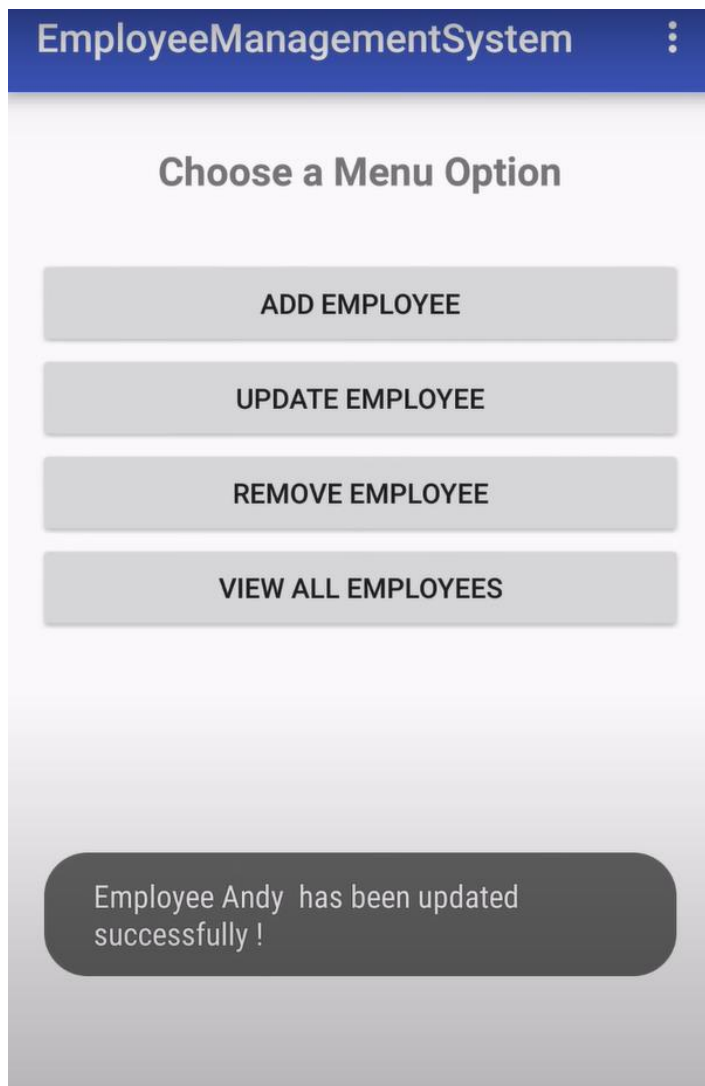 EmployeeManagementSystem
Choose a Menu Option
ADD EMPLOYEE
UPDATE EMPLOYEE
REMOVE EMPLOYEE
VIEW ALL EMPLOYEES
Employee Andy  has been updated
successfully !